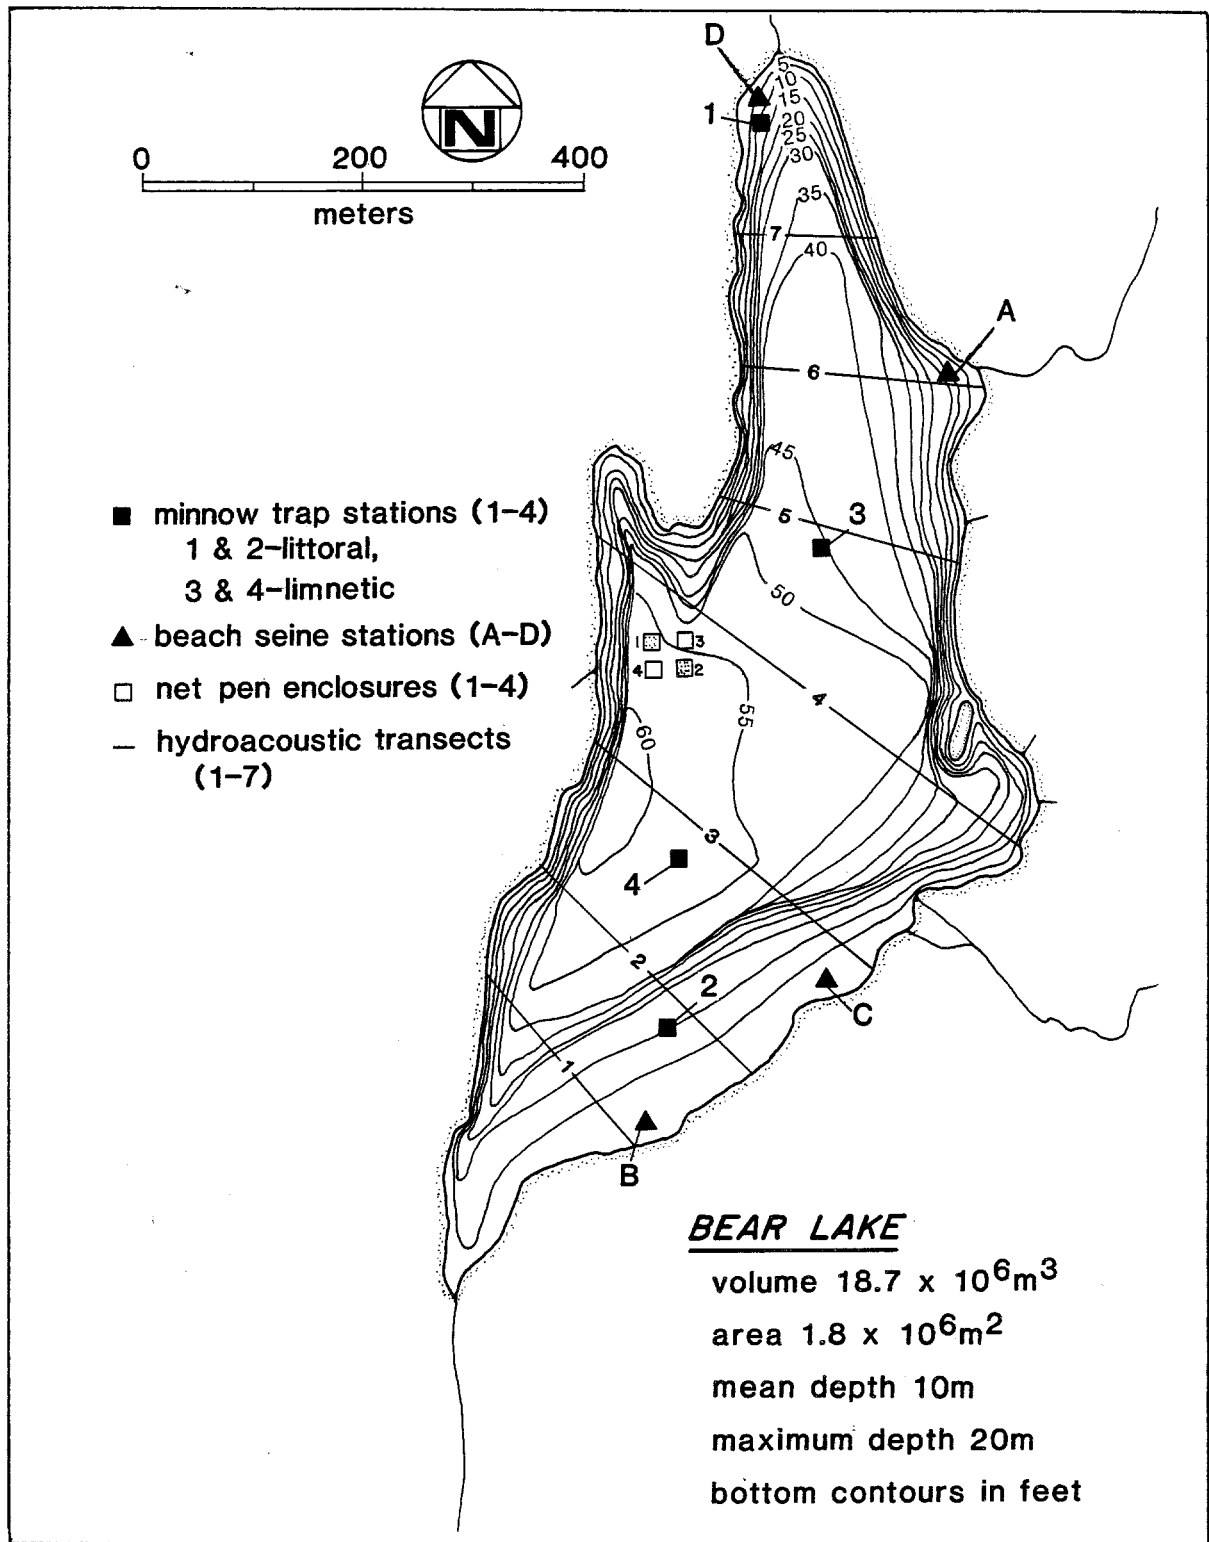 D
5
10
15
20
25
30
35
40
1
N
0 200 400
meters
7
A
6
45
5
3
50
■ minnow trap stations (1-4)
1 & 2-littoral,
3 & 4-limnetic
▲ beach seine stations (A-D)
□ net pen enclosures (1-4)
— hydroacoustic transects
(1-7)
1 3
4 2
4
55
60
3
4
2
2
C
1
B
BEAR LAKE
volume 18.7 x 10⁶m³
area 1.8 x 10⁶m²
mean depth 10m
maximum depth 20m
bottom contours in feet